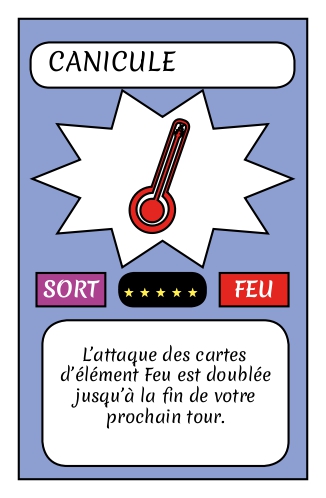 CANICULE
SORT
FEU
L'attaque des cartes
d'élément Feu est doublée
jusqu'à la fin de votre
prochain tour.